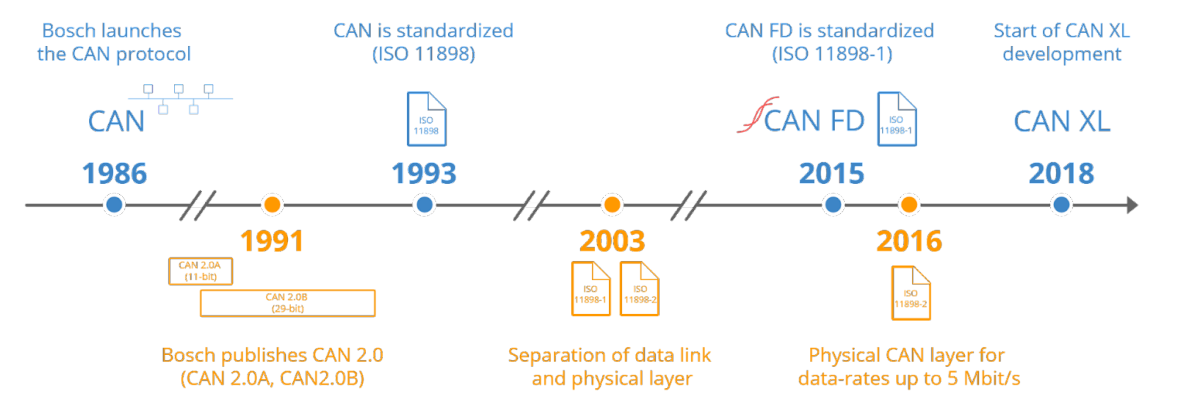 Bosch launches
the CAN protocol
CAN
1986
CAN is standardized
(ISO 11898)
ISO
11898
1993
CAN FD is standardized
(ISO 11898-1)
CAN FD
ISO
11898-1
2015
Start of CAN XL
development
CAN XL
2018
1991
CAN 2.0A
(11-bit)
CAN 2.0B
(29-bit)
Bosch publishes CAN 2.0
(CAN 2.0A, CAN2.0B)
2003
ISO
11898-1
ISO
11898-2
Separation of data link
and physical layer
2016
ISO
11898-2
Physical CAN layer for
data-rates up to 5 Mbit/s